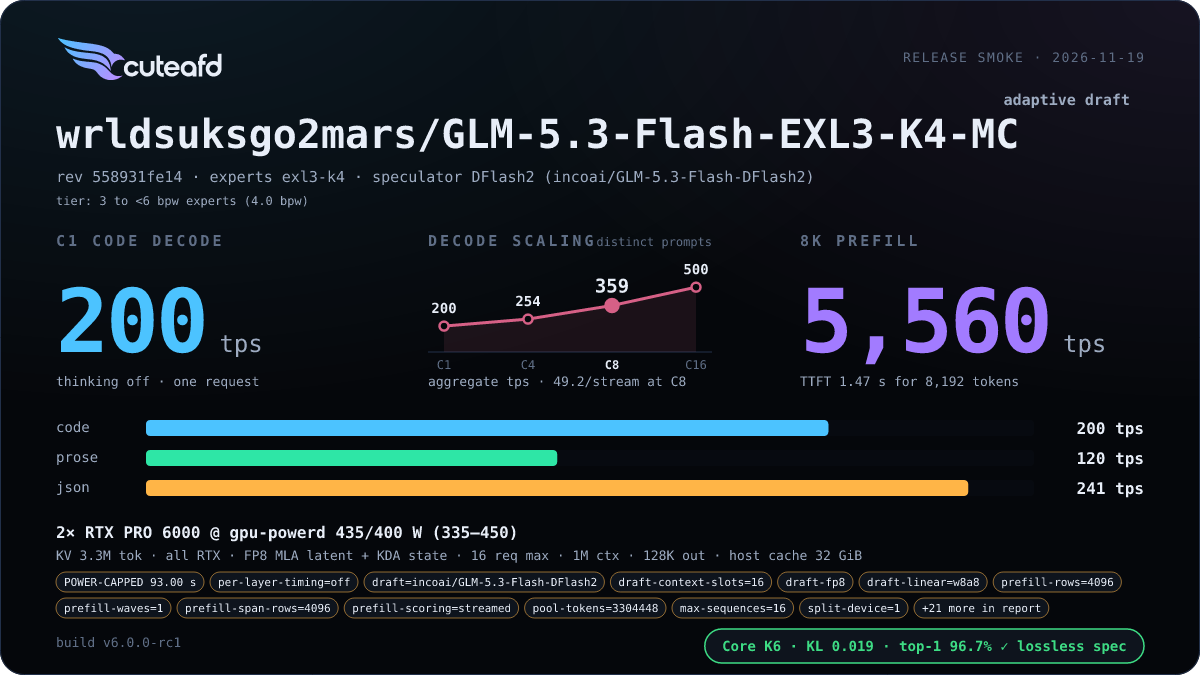 cuteafd
RELEASE SMOKE · 2026-11-19
adaptive draft
wrldsuksgo2mars/GLM-5.3-Flash-EXL3-K4-MC
rev 558931fe14 · experts exl3-k4 · speculator DFlash2 (incoai/GLM-5.3-Flash-DFlash2)
tier: 3 to <6 bpw experts (4.0 bpw)
C1 CODE DECODE
200 tps
thinking off · one request
DECODE SCALING distinct prompts
200 254 359 500
C1 C4 C8 C16
aggregate tps · 49.2/stream at C8
8K PREFILL
5,560 tps
TTFT 1.47 s for 8,192 tokens
code 200 tps
prose 120 tps
json 241 tps
2× RTX PRO 6000 @ gpu-powerd 435/400 W (335–450)
KV 3.3M tok · all RTX · FP8 MLA latent + KDA state · 16 req max · 1M ctx · 128K out · host cache 32 GiB
POWER-CAPPED 93.00 s per-layer-timing=off draft=incoai/GLM-5.3-Flash-DFlash2 draft-context-slots=16 draft-fp8 draft-linear=w8a8 prefill-rows=4096
prefill-waves=1 prefill-span-rows=4096 prefill-scoring=streamed pool-tokens=3304448 max-sequences=16 split-device=1 +21 more in report
build v6.0.0-rc1
Core K6 · KL 0.019 · top-1 96.7% ✓ lossless spec